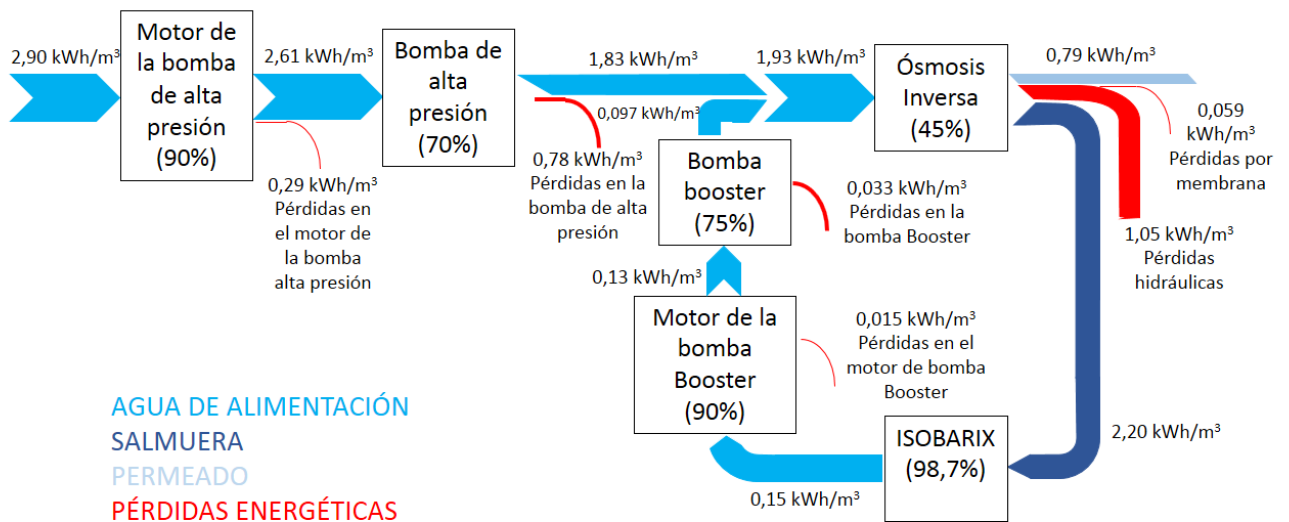 2,90 kWh/m³
Motor de
la bomba
de alta
presión
(90%)
2,61 kWh/m³
0,29 kWh/m³
Pérdidas en
el motor de
la bomba
alta presión
Bomba de
alta
presión
(70%)
1,83 kWh/m³
0,78 kWh/m³
Pérdidas en la
bomba de alta
presión
0,097 kWh/m³
1,93 kWh/m³
Ósmosis
Inversa
(45%)
0,79 kWh/m³
0,059
kWh/m³
Pérdidas por
membrana
1,05 kWh/m³
Pérdidas
hidráulicas
Bomba
booster
(75%)
0,033 kWh/m³
Pérdidas en la
bomba Booster
0,13 kWh/m³
Motor de la
bomba
Booster
(90%)
0,015 kWh/m³
Pérdidas en el
motor de bomba
Booster
ISOBARIX
(98,7%)
2,20 kWh/m³
0,15 kWh/m³
AGUA DE ALIMENTACIÓN
SALMUERA
PERMEADO
PÉRDIDAS ENERGÉTICAS